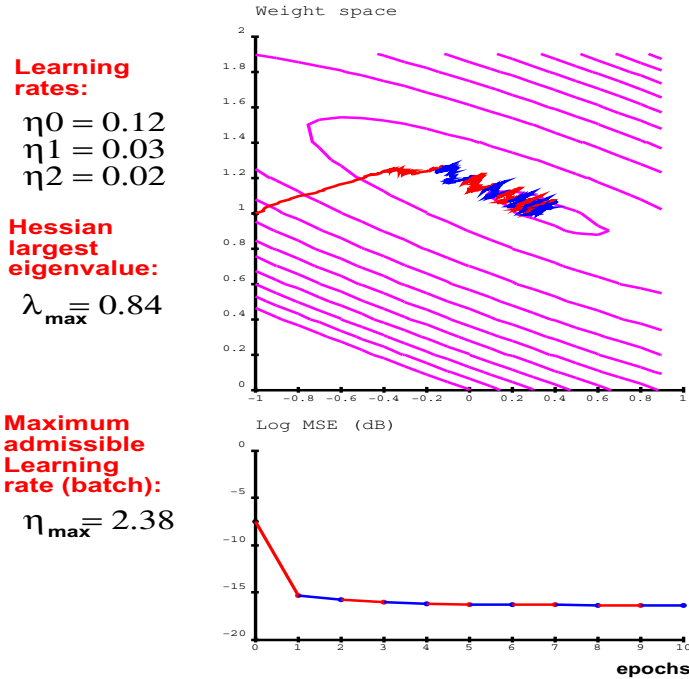 Weight space
Learning
rates:
η0 = 0.12
η1 = 0.03
η2 = 0.02
Hessian
largest
eigenvalue:
λmax = 0.84
2
1.8
1.6
1.4
1.2
1
0.8
0.6
0.4
0.2
0
-1 -0.8 -0.6 -0.4 -0.2 0 0.2 0.4 0.6 0.8 1
Maximum
admissible
Learning
rate (batch):
ηmax = 2.38
Log MSE (dB)
0
-5
-10
-15
-20
0 1 2 3 4 5 6 7 8 9 10
epochs